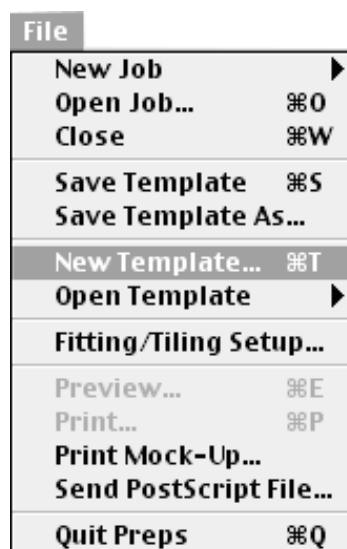 File
New Job
Open Job... ⌘O
Close ⌘W
Save Template ⌘S
Save Template As...
New Template... ⌘T
Open Template
Fitting/Tiling Setup...
Preview... ⌘E
Print... ⌘P
Print Mock-Up...
Send PostScript File...
Quit Preps ⌘Q